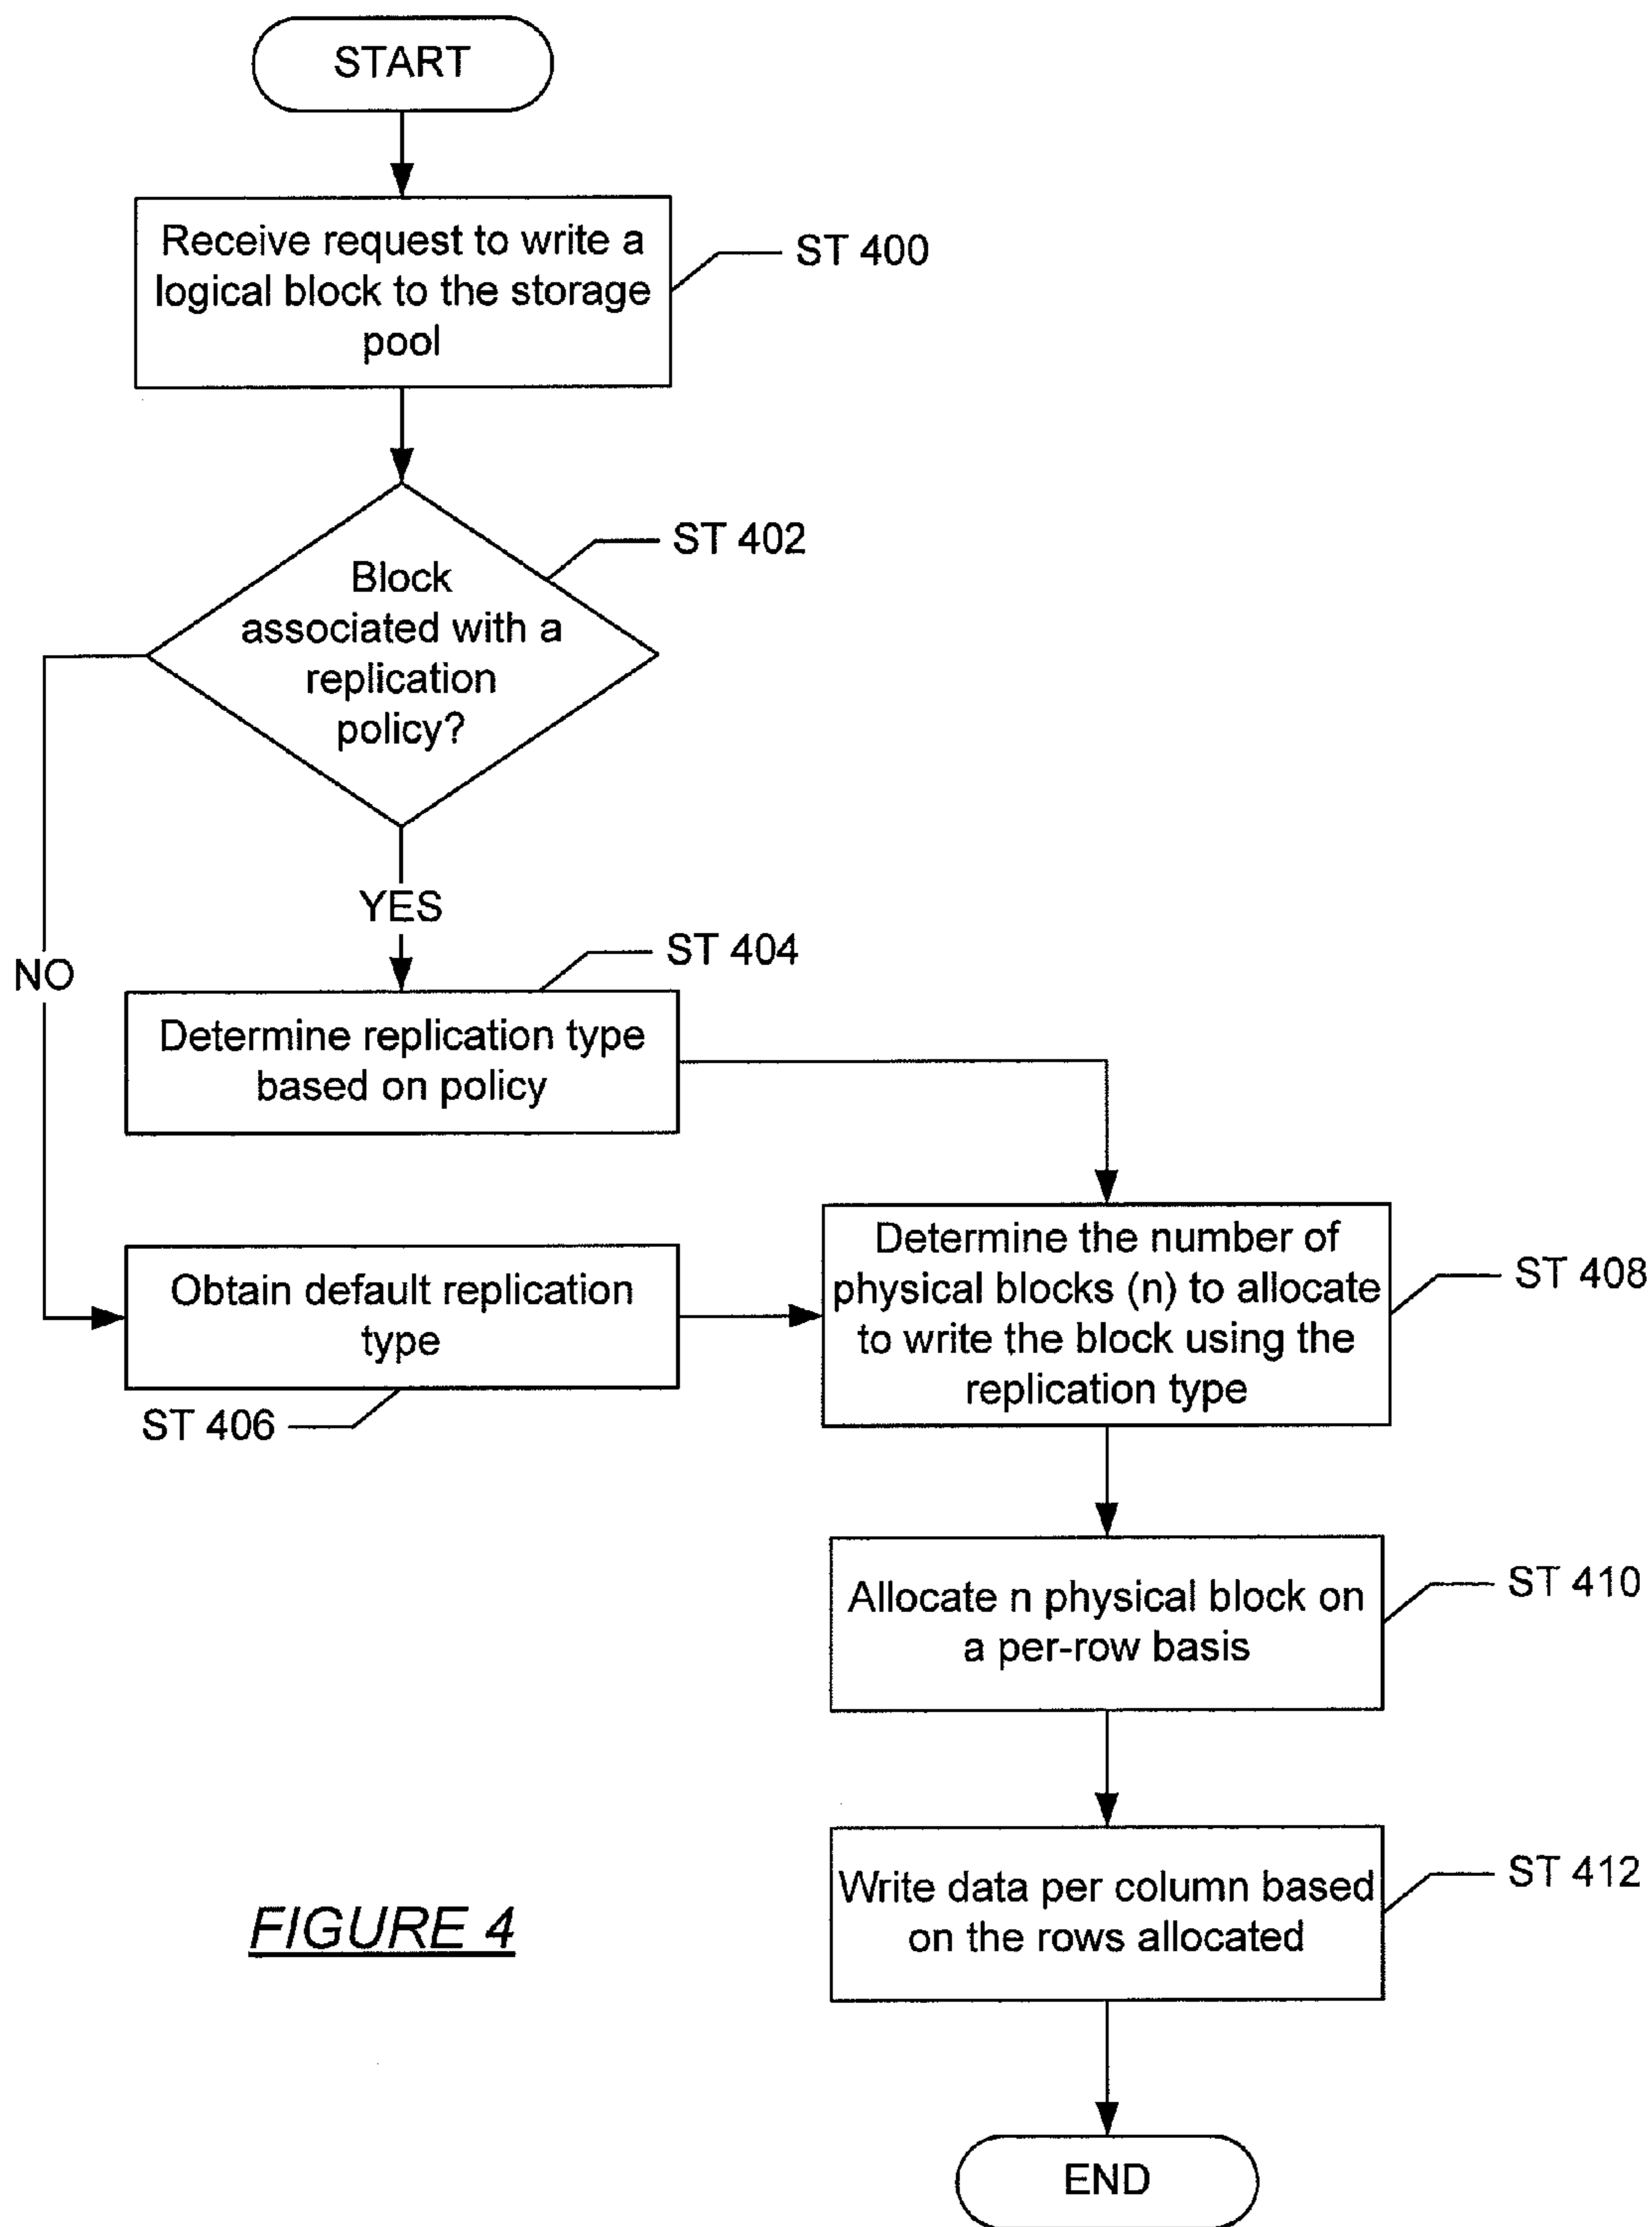 START
Receive request to write a
logical block to the storage
pool
ST 400
Block
associated with a
replication
policy?
ST 402
YES
NO
Determine replication type
based on policy
ST 404
Obtain default replication
type
ST 406
Determine the number of
physical blocks (n) to allocate
to write the block using the
replication type
ST 408
Allocate n physical block on
a per-row basis
ST 410
Write data per column based
on the rows allocated
ST 412
FIGURE 4
END